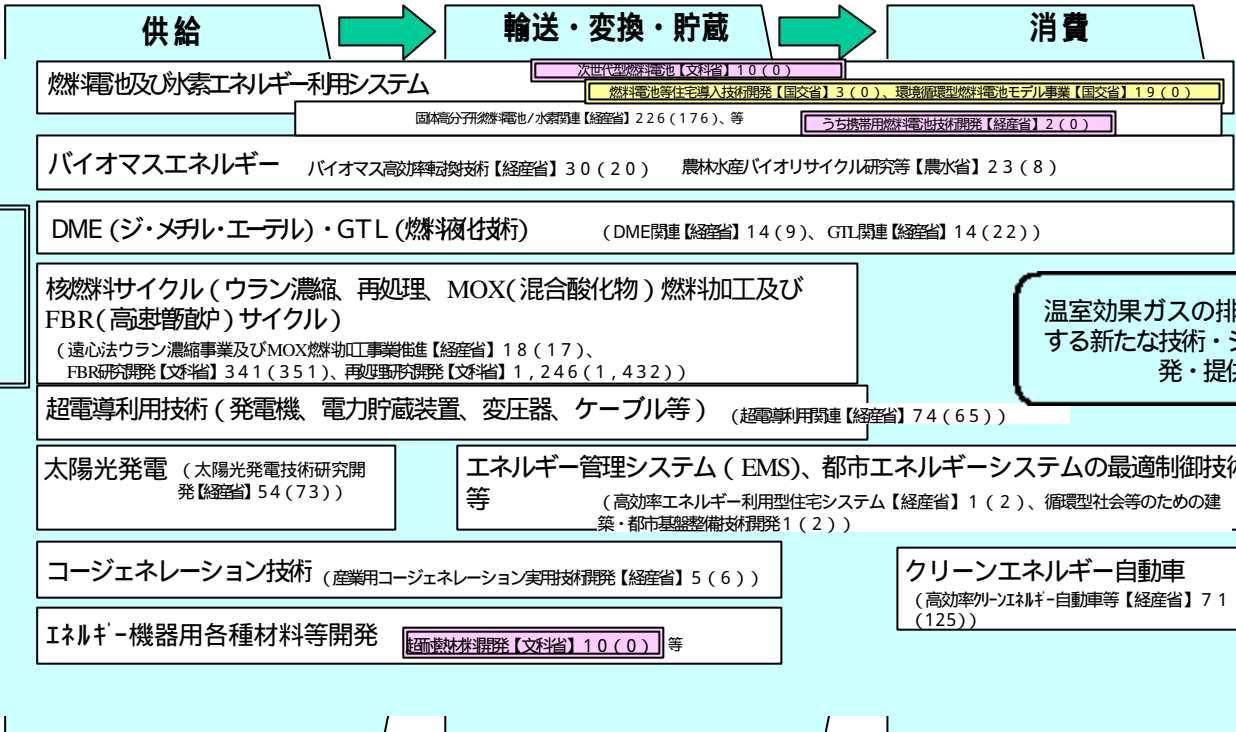 供給
輸送・変換・貯蔵
消費
燃料電池及び水素エネルギー利用システム
次世代型燃料電池【文科省】10(0)
燃料電池等住宅導入技術開発【国交省】3(0)、環境循環型燃料電池モデル事業【国交省】19(0)
固体高分子形燃料電池/水素関連【経産省】226(176)、等
うち携帯用燃料電池技術開発【経産省】2(0)
バイオマスエネルギー
バイオマス高効率転換技術【経産省】30(20)
農林水産バイオリサイクル研究等【農水省】23(8)
DME(ジ・メチル・エーテル)・GTL(燃料液化技術)
(DME関連【経産省】14(9)、GTL関連【経産省】14(22))
核燃料サイクル(ウラン濃縮、再処理、MOX(混合酸化物)燃料加工及び
FBR(高速増殖炉)サイクル)
(遠心法ウラン濃縮事業及びMOX燃料加工事業推進【経産省】18(17)、
FBR研究開発【文科省】341(351)、再処理研究開発【文科省】1,246(1,432))
温室効果ガスの排
する新たな技術・シ
発・提供
超電導利用技術(発電機、電力貯蔵装置、変圧器、ケーブル等)
(超電導利用関連【経産省】74(65))
太陽光発電
(太陽光発電技術研究開
発【経産省】54(73))
エネルギー管理システム(EMS)、都市エネルギーシステムの最適制御技術
等
(高効率エネルギー利用型住宅システム【経産省】1(2)、循環型社会等のための建
築・都市基盤整備技術開発1(2))
コージェネレーション技術
(産業用コージェネレーション実用技術開発【経産省】5(6))
クリーンエネルギー自動車
(高効率クリーンエネルギー自動車等【経産省】71
(125))
エネルギー機器用各種材料等開発
超耐熱材料開発【文科省】10(0)
等